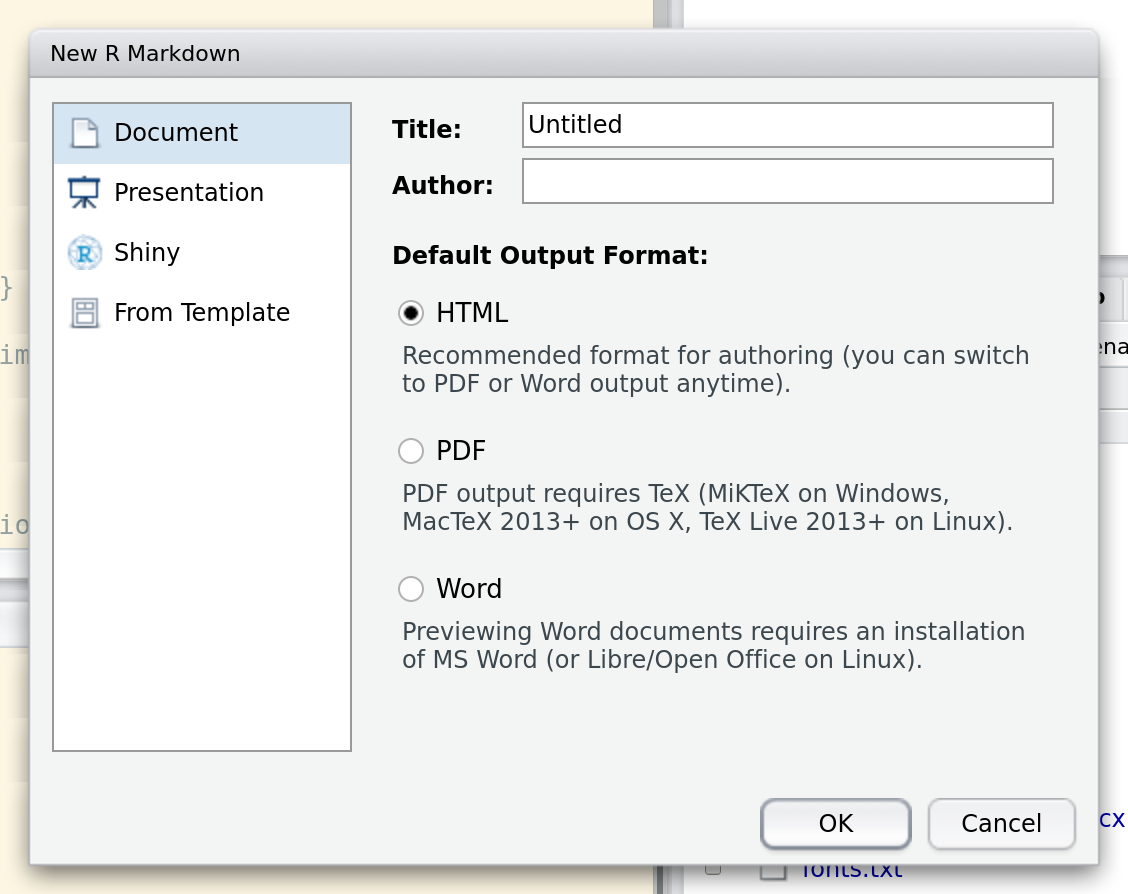 New R Markdown
Document
Presentation
Shiny
From Template
Title: Untitled
Author:
Default Output Format:
HTML
Recommended format for authoring (you can switch
to PDF or Word output anytime).
PDF
PDF output requires TeX (MiKTeX on Windows,
MacTeX 2013+ on OS X, TeX Live 2013+ on Linux).
Word
Previewing Word documents requires an installation
of MS Word (or Libre/Open Office on Linux).
OK Cancel
}
im
io
ena
cx
fonts.txt